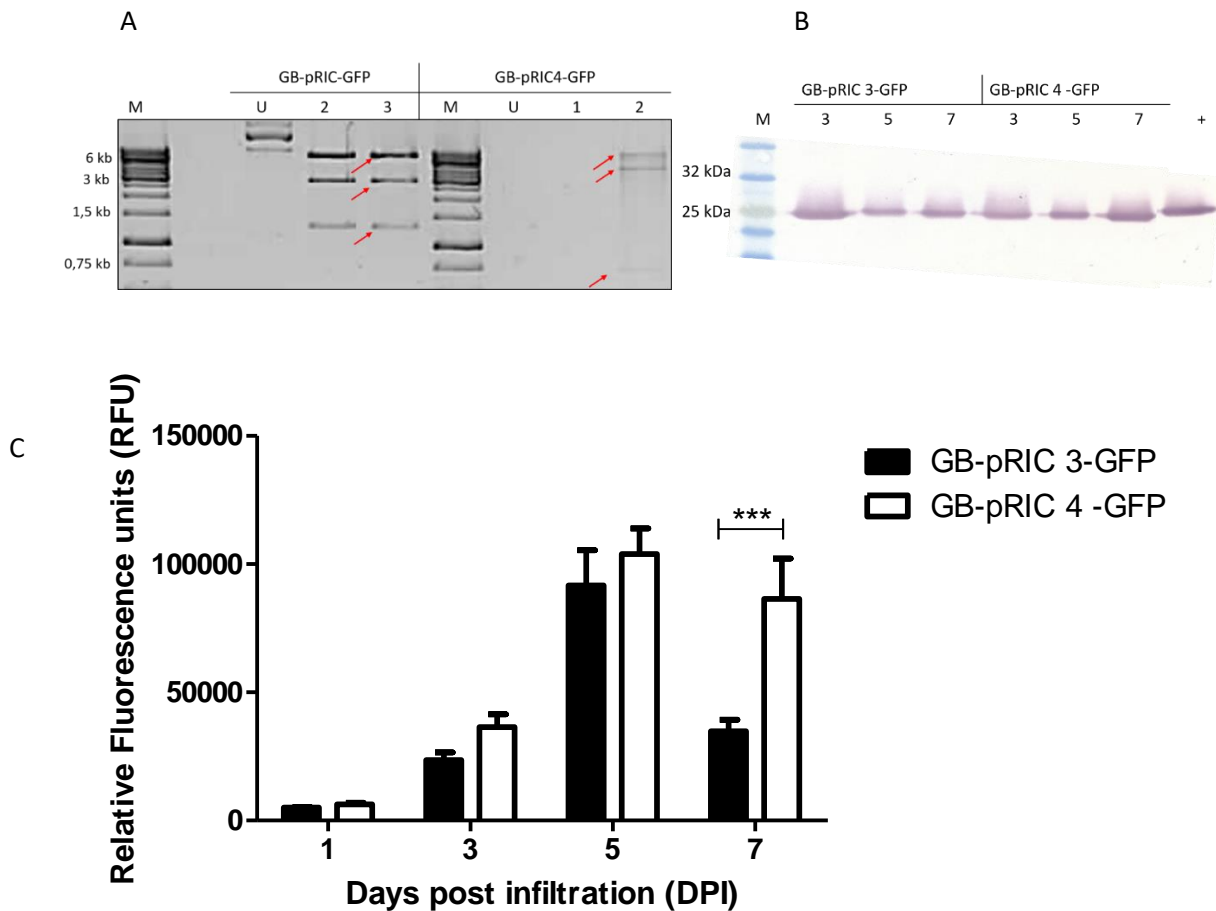 A
GB-pRIC-GFP GB-pRIC4-GFP
M U 2 3 M U 1 2
6 kb
3 kb
1,5 kb
0,75 kb
B
GB-pRIC 3-GFP GB-pRIC 4 -GFP
M 3 5 7 3 5 7 +
32 kDa
25 kDa
C
Relative Fluorescence units (RFU)
150000
100000
50000
0
***
GB-pRIC 3-GFP
GB-pRIC 4 -GFP
1 3 5 7
Days post infiltration (DPI)